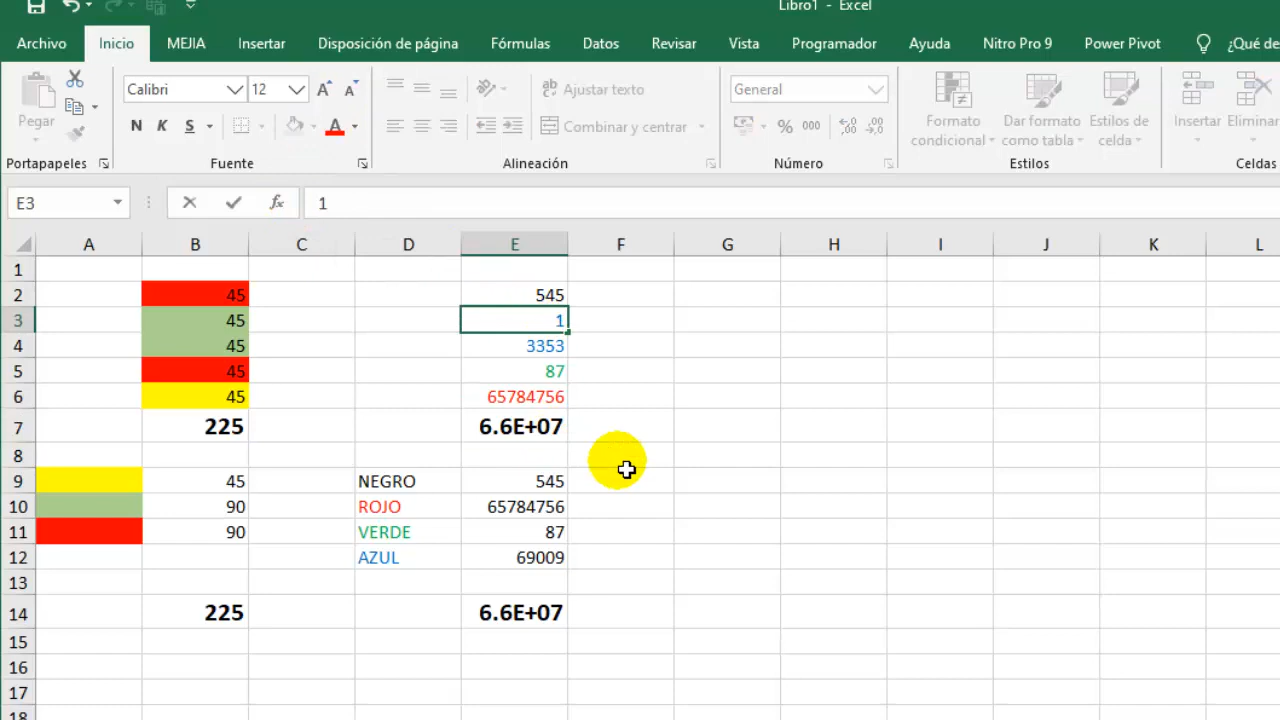 Libro1 - Excel
Archivo Inicio MEJIA Insertar Disposición de página Fórmulas Datos Revisar Vista Programador Ayuda Nitro Pro 9 Power Pivot ¿Qué de
Calibri 12 A A ab Ajustar texto General
Pegar N K S A Combinar y centrar % 000 Formato condicional Dar formato como tabla Estilos de celda Insertar Eliminar
Portapapeles Fuente Alineación Número Estilos Celdas
E3 fx 1
A B C D E F G H I J K L
1
2 45 545
3 45 1
4 45 3353
5 45 87
6 45 65784756
7 225 6.6E+07
8
9 45 NEGRO 545
10 90 ROJO 65784756
11 90 VERDE 87
12 AZUL 69009
13
14 225 6.6E+07
15
16
17
18